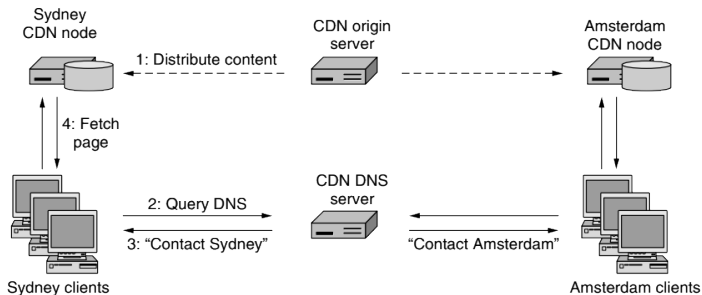 Sydney
CDN node
CDN origin
server
Amsterdam
CDN node
1: Distribute content
4: Fetch
page
CDN DNS
server
2: Query DNS
3: “Contact Sydney”
“Contact Amsterdam”
Sydney clients
Amsterdam clients